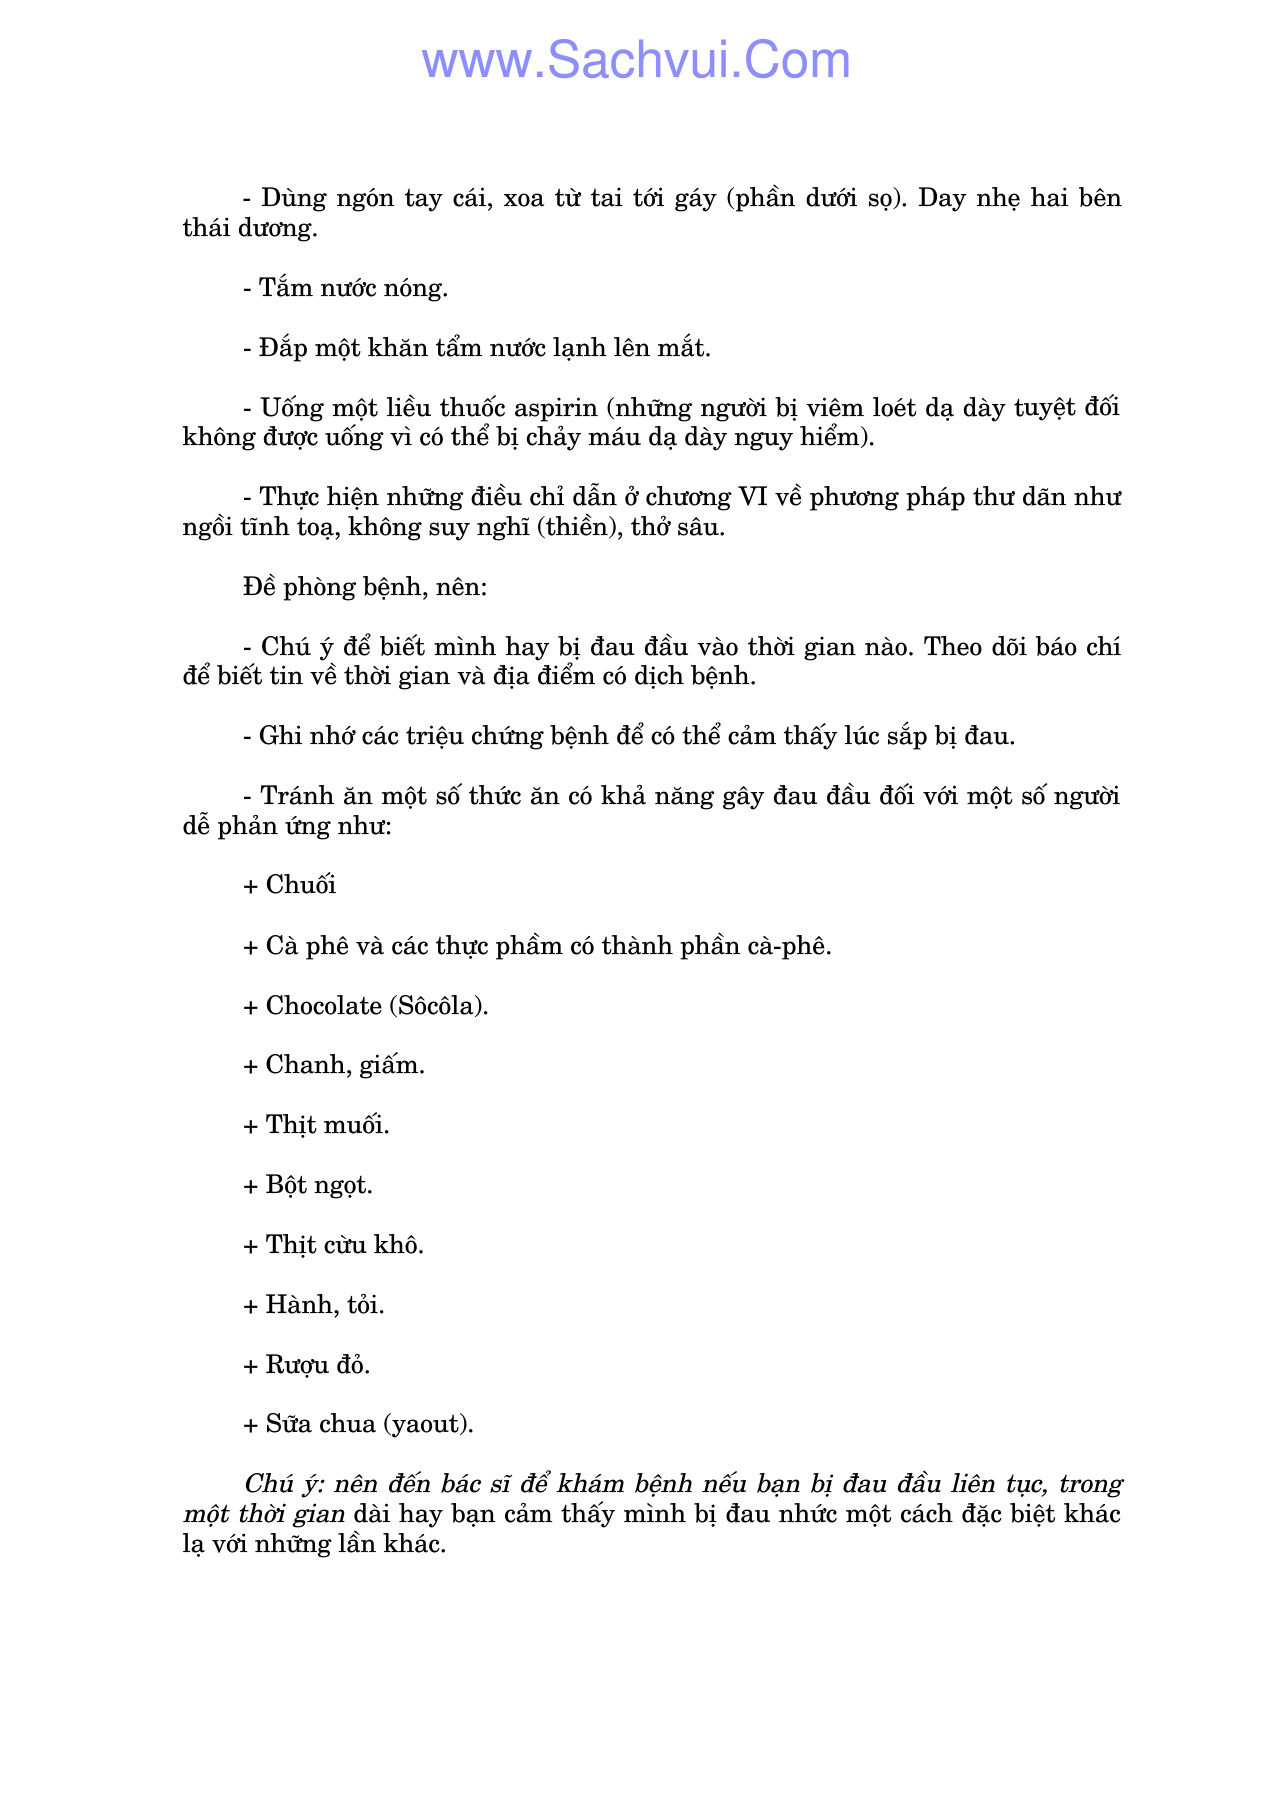 www.Sachvui.Com
- Dùng ngón tay cái, xoa từ tai tới gáy (phần dưới sọ). Day nhẹ hai bên
thái dương.
- Tắm nước nóng.
- Đắp một khăn tẩm nước lạnh lên mắt.
- Uống một liều thuốc aspirin (những người bị viêm loét dạ dày tuyệt đối
không được uống vì có thể bị chảy máu dạ dày nguy hiểm).
- Thực hiện những điều chỉ dẫn ở chương VI về phương pháp thư dãn như
ngồi tĩnh toạ, không suy nghĩ (thiền), thở sâu.
Đề phòng bệnh, nên:
- Chú ý để biết mình hay bị đau đầu vào thời gian nào. Theo dõi báo chí
để biết tin về thời gian và địa điểm có dịch bệnh.
- Ghi nhớ các triệu chứng bệnh để có thể cảm thấy lúc sắp bị đau.
- Tránh ăn một số thức ăn có khả năng gây đau đầu đối với một số người
dễ phản ứng như:
+ Chuối
+ Cà phê và các thực phầm có thành phần cà-phê.
+ Chocolate (Sôcôla).
+ Chanh, giấm.
+ Thịt muối.
+ Bột ngọt.
+ Thịt cừu khô.
+ Hành, tỏi.
+ Rượu đỏ.
+ Sữa chua (yaout).
Chú ý: nên đến bác sĩ để khám bệnh nếu bạn bị đau đầu liên tục, trong
một thời gian dài hay bạn cảm thấy mình bị đau nhức một cách đặc biệt khác
lạ với những lần khác.